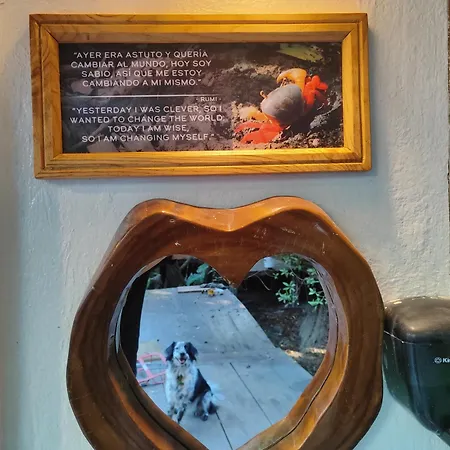 “AYER ERA ASTUTO Y QUERÍA
CAMBIAR AL MUNDO, HOY SOY
SABIO, ASÍ QUE ME ESTOY
CAMBIANDO A MI MISMO.”
- RUMI -
“YESTERDAY I WAS CLEVER, SO I
WANTED TO CHANGE THE WORLD.
TODAY I AM WISE,
SO I AM CHANGING MYSELF.”